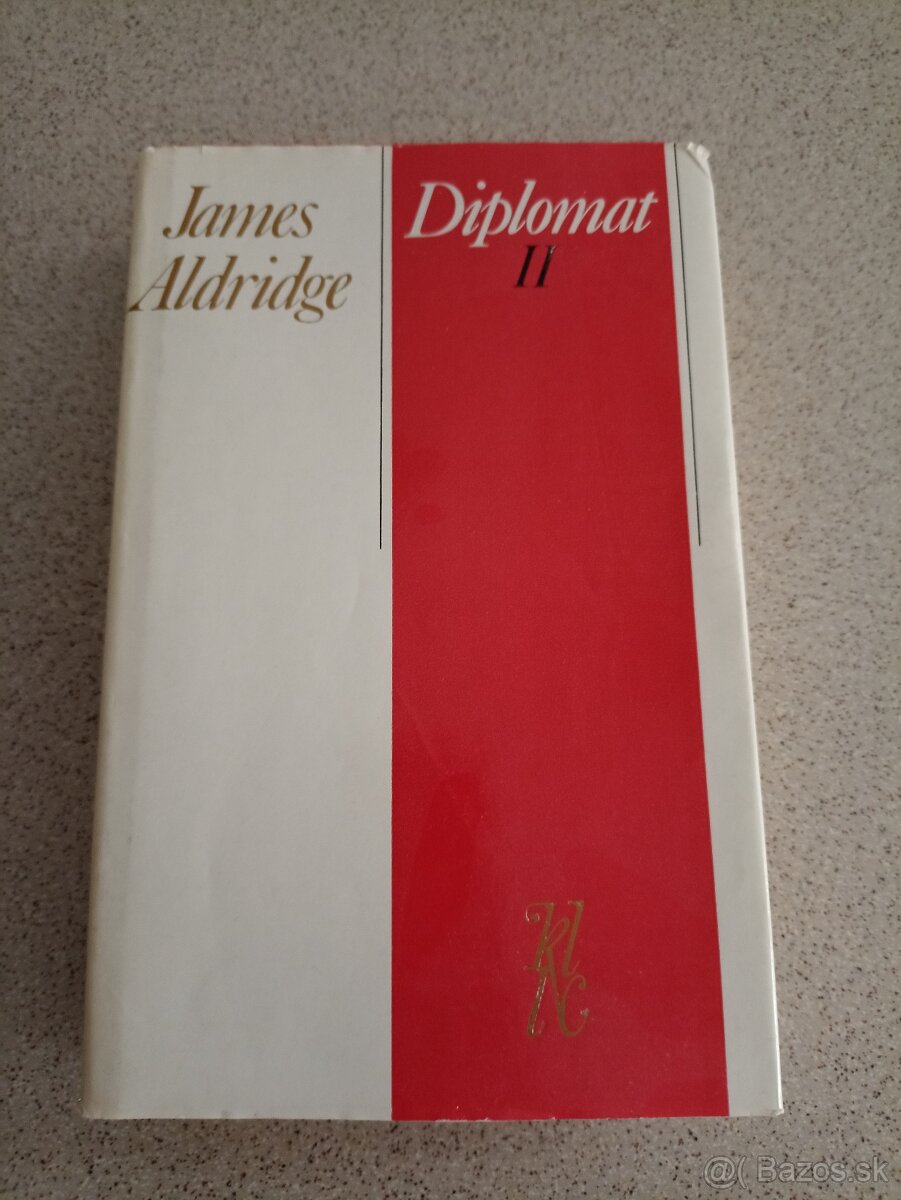 James
Aldridge
Diplomat
II
@( Bazos.sk